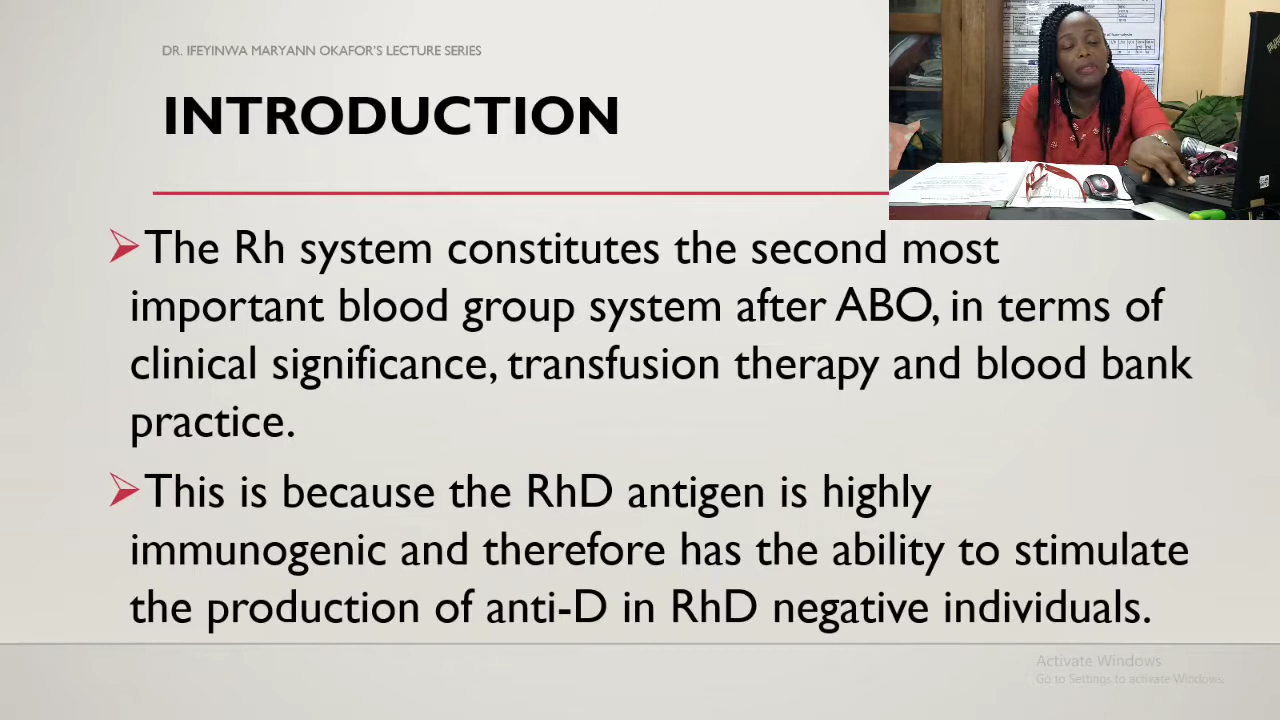 DR. IFEYINWA MARYANN OKAFOR'S LECTURE SERIES
INTRODUCTION
The Rh system constitutes the second most
important blood group system after ABO, in terms of
clinical significance, transfusion therapy and blood bank
practice.
This is because the RhD antigen is highly
immunogenic and therefore has the ability to stimulate
the production of anti-D in RhD negative individuals.
Activate Windows
Go to Settings to activate Windows.